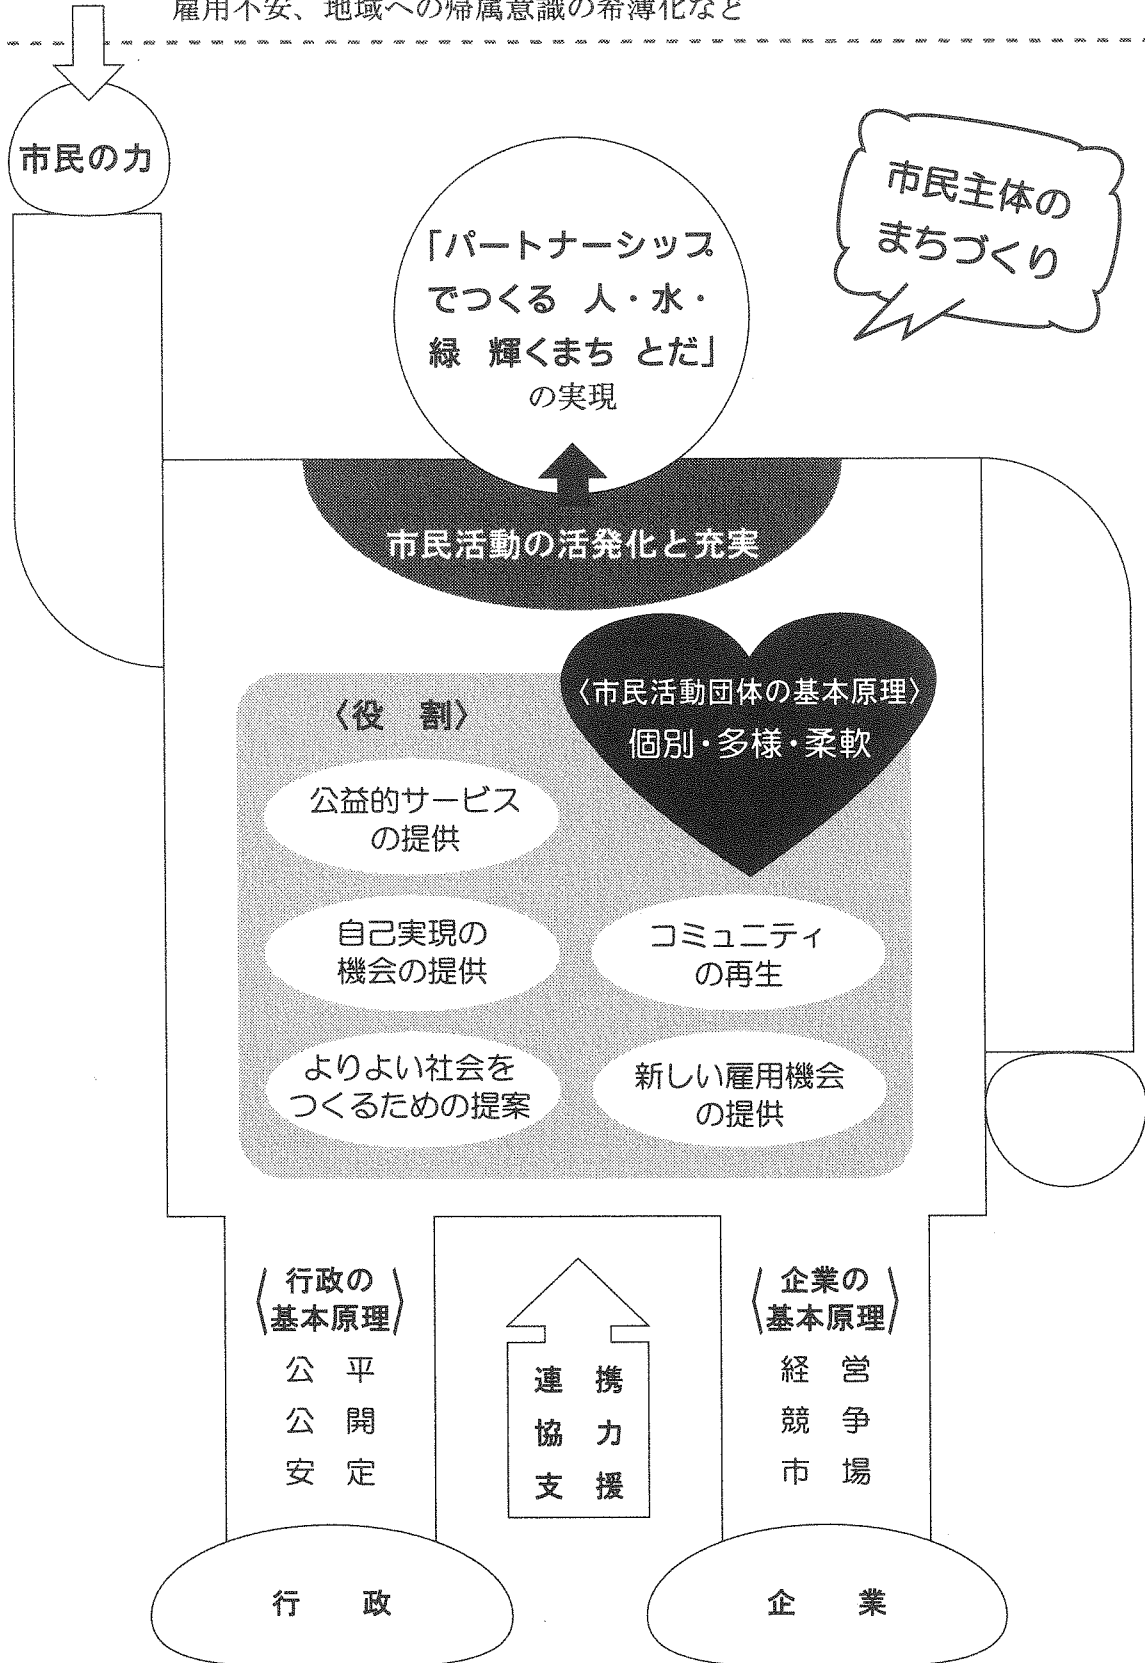 雇用不安、地域への帰属意識の希薄化など
市民の力
市民主体の
まちづくり
「パートナーシップ
でつくる 人・水・
緑 輝くまち とだ」
の実現
市民活動の活発化と充実
〈市民活動団体の基本原理〉
個別・多様・柔軟
〈役 割〉
公益的サービス
の提供
自己実現の
機会の提供
コミュニティ
の再生
よりよい社会を
つくるための提案
新しい雇用機会
の提供
〈行政の
基本原理〉
公 平
公 開
安 定
連 携
協 力
支 援
〈企業の
基本原理〉
経 営
競 争
市 場
行 政
企 業